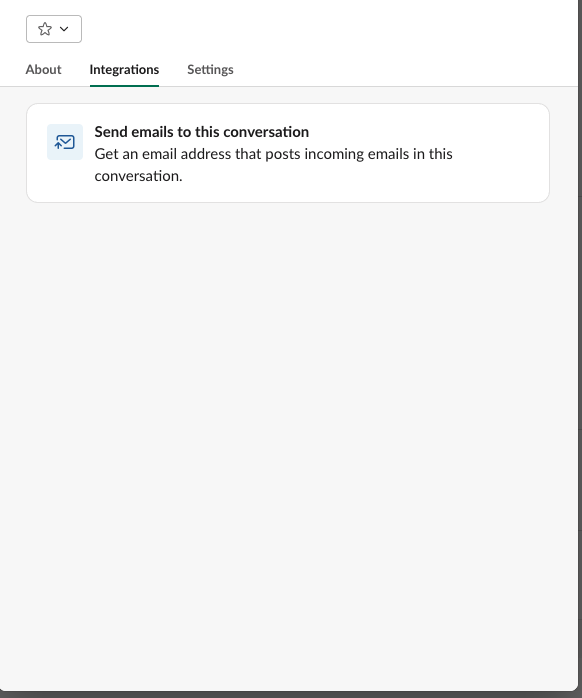 About Integrations Settings
Send emails to this conversation
Get an email address that posts incoming emails in this
conversation.